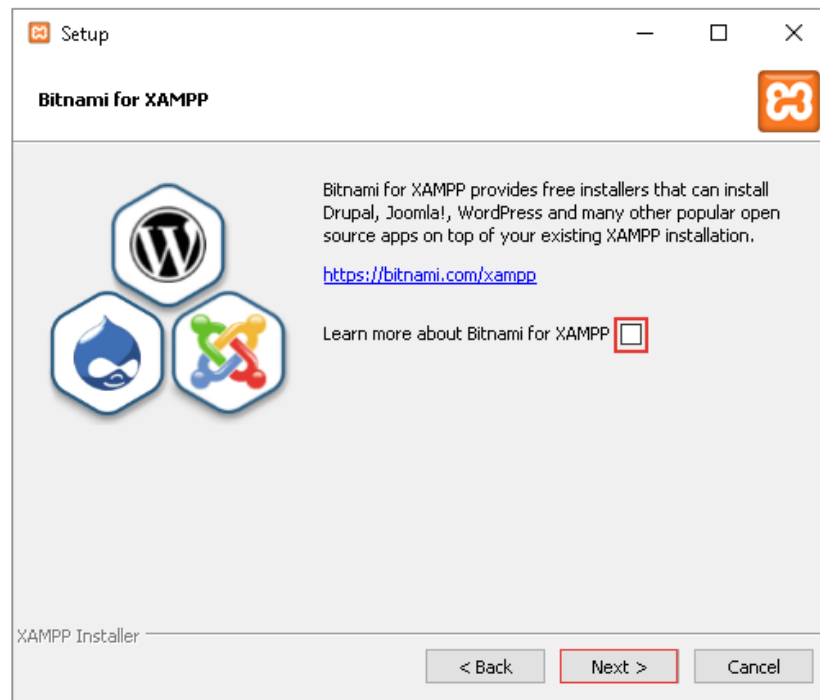 Setup
Bitnami for XAMPP
Bitnami for XAMPP provides free installers that can install
Drupal, Joomla!, WordPress and many other popular open
source apps on top of your existing XAMPP installation.
https://bitnami.com/xampp
Learn more about Bitnami for XAMPP
XAMPP Installer
< Back
Next >
Cancel